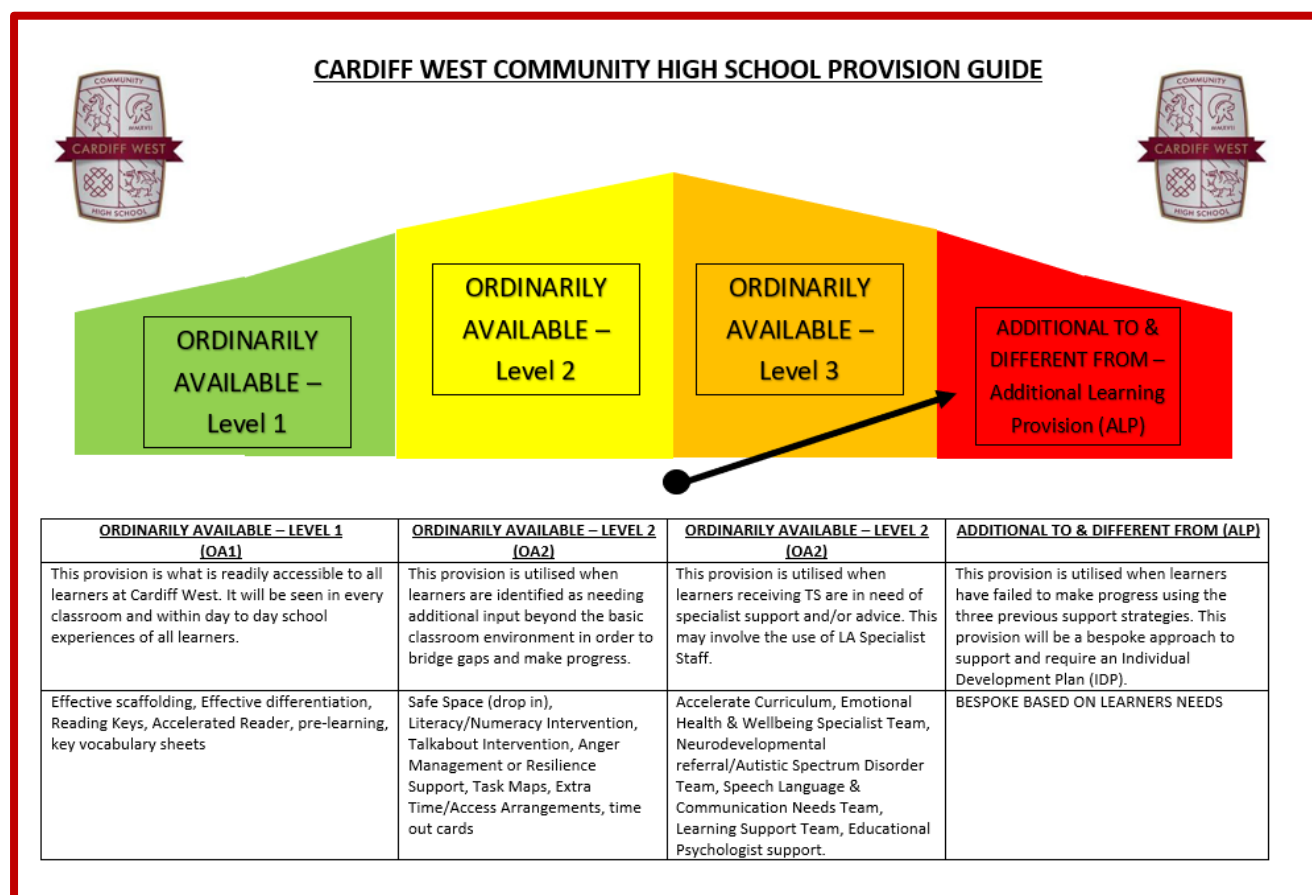 CARDIFF WEST COMMUNITY HIGH SCHOOL PROVISION GUIDE
COMMUNITY
MMXVII
CARDIFF WEST
HIGH SCHOOL
COMMUNITY
MMXVII
CARDIFF WEST
HIGH SCHOOL
ORDINARILY
AVAILABLE –
Level 1
ORDINARILY
AVAILABLE –
Level 2
ORDINARILY
AVAILABLE –
Level 3
ADDITIONAL TO &
DIFFERENT FROM –
Additional Learning
Provision (ALP)
ORDINARILY AVAILABLE – LEVEL 1
(OA1)
ORDINARILY AVAILABLE – LEVEL 2
(OA2)
ORDINARILY AVAILABLE – LEVEL 2
(OA2)
ADDITIONAL TO & DIFFERENT FROM (ALP)
This provision is what is readily accessible to all
learners at Cardiff West. It will be seen in every
classroom and within day to day school
experiences of all learners.
This provision is utilised when
learners are identified as needing
additional input beyond the basic
classroom environment in order to
bridge gaps and make progress.
This provision is utilised when
learners receiving TS are in need of
specialist support and/or advice. This
may involve the use of LA Specialist
Staff.
This provision is utilised when learners
have failed to make progress using the
three previous support strategies. This
provision will be a bespoke approach to
support and require an Individual
Development Plan (IDP).
Effective scaffolding, Effective differentiation,
Reading Keys, Accelerated Reader, pre-learning,
key vocabulary sheets
Safe Space (drop in),
Literacy/Numeracy Intervention,
Talkabout Intervention, Anger
Management or Resilience
Support, Task Maps, Extra
Time/Access Arrangements, time
out cards
Accelerate Curriculum, Emotional
Health & Wellbeing Specialist Team,
Neurodevelopmental
referral/Autistic Spectrum Disorder
Team, Speech Language &
Communication Needs Team,
Learning Support Team, Educational
Psychologist support.
BESPOKE BASED ON LEARNERS NEEDS